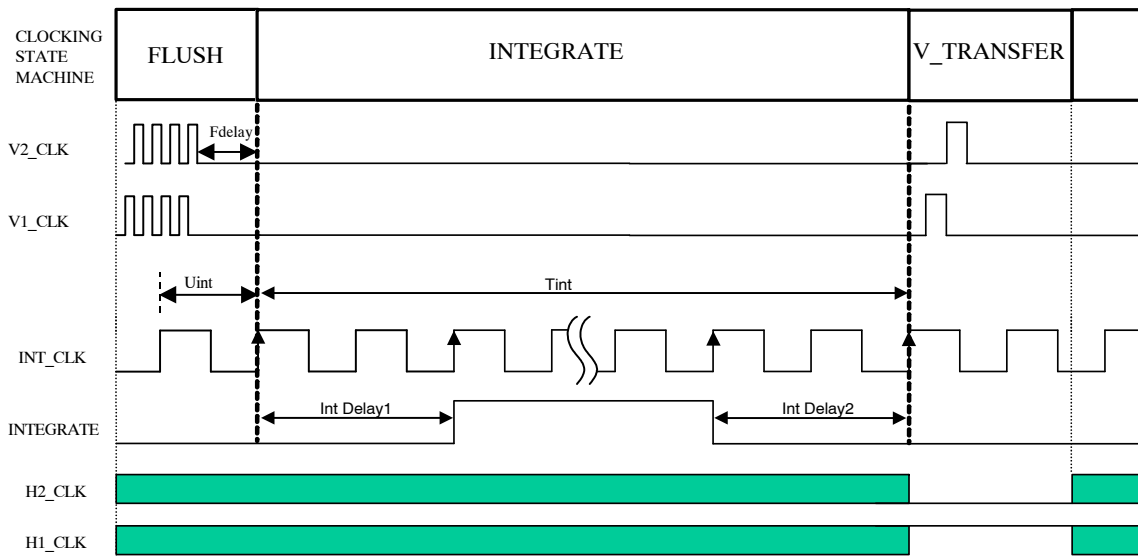 CLOCKING
STATE
MACHINE
FLUSH
INTEGRATE
V_TRANSFER
V2_CLK
Fdelay
V1_CLK
Uint
Tint
INT_CLK
Int Delay1
Int Delay2
INTEGRATE
H2_CLK
H1_CLK